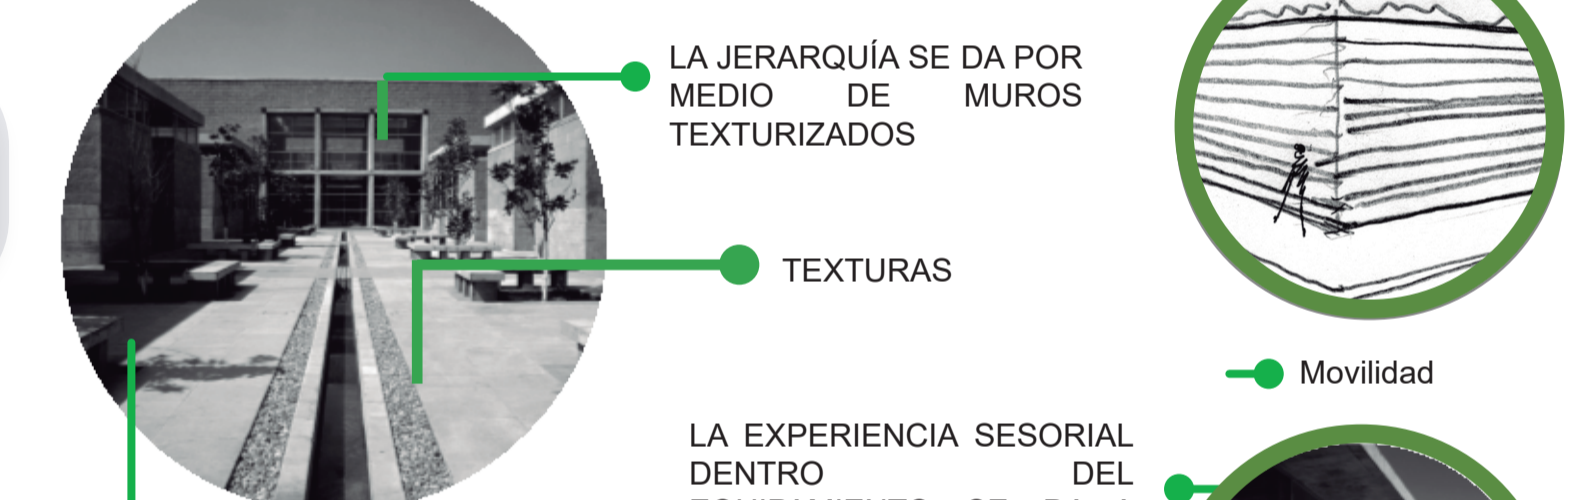 LA JERARQUÍA SE DA POR
MEDIO DE MUROS
TEXTURIZADOS
TEXTURAS
Movilidad
LA EXPERIENCIA SESORIAL
DENTRO DEL